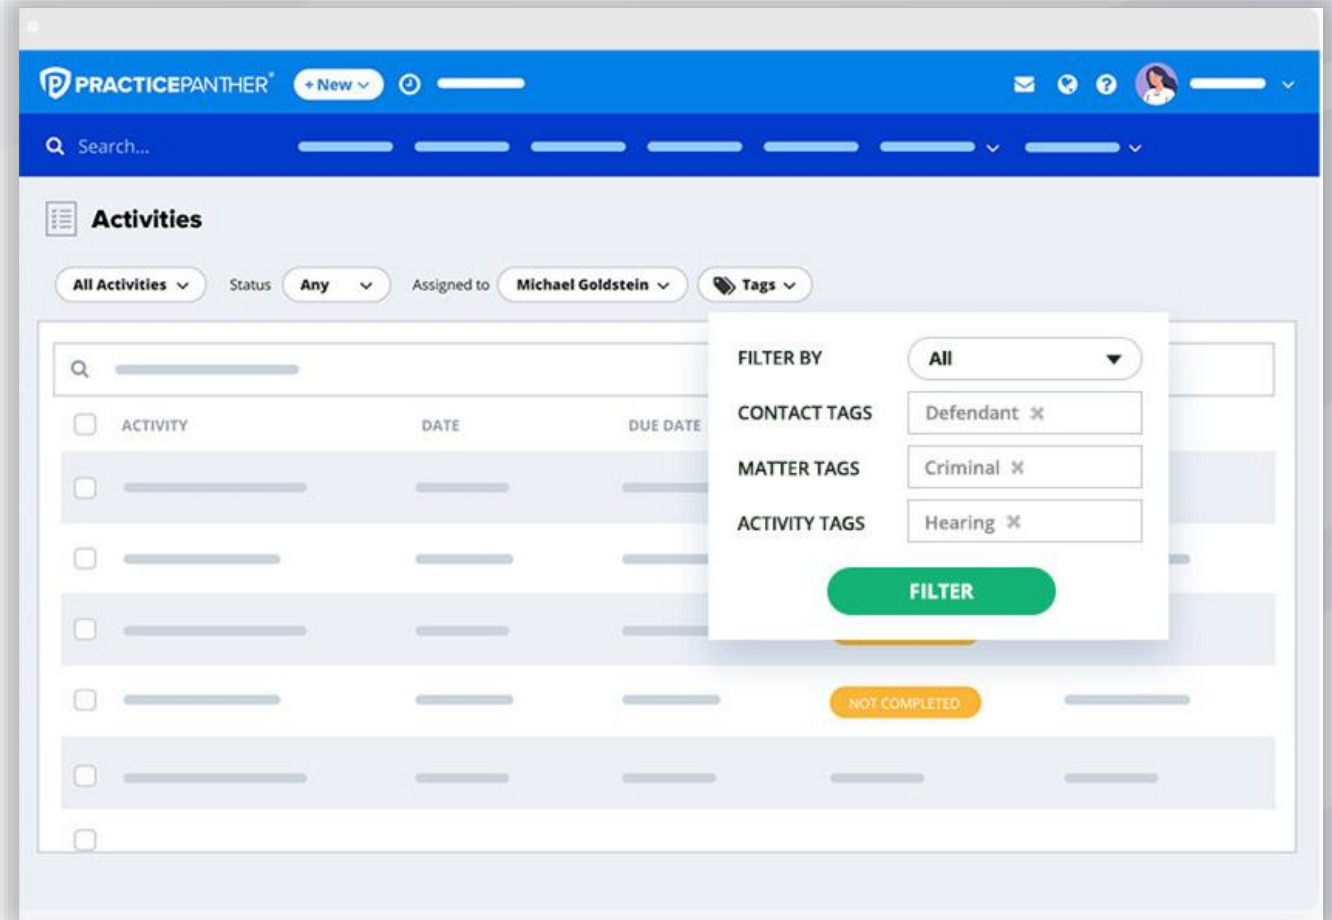 PRACTICEPANTHER® + New
Search...
Activities
All Activities Status Any Assigned to Michael Goldstein Tags
FILTER BY All
CONTACT TAGS Defendant ×
MATTER TAGS Criminal ×
ACTIVITY TAGS Hearing ×
FILTER
ACTIVITY DATE DUE DATE
NOT COMPLETED